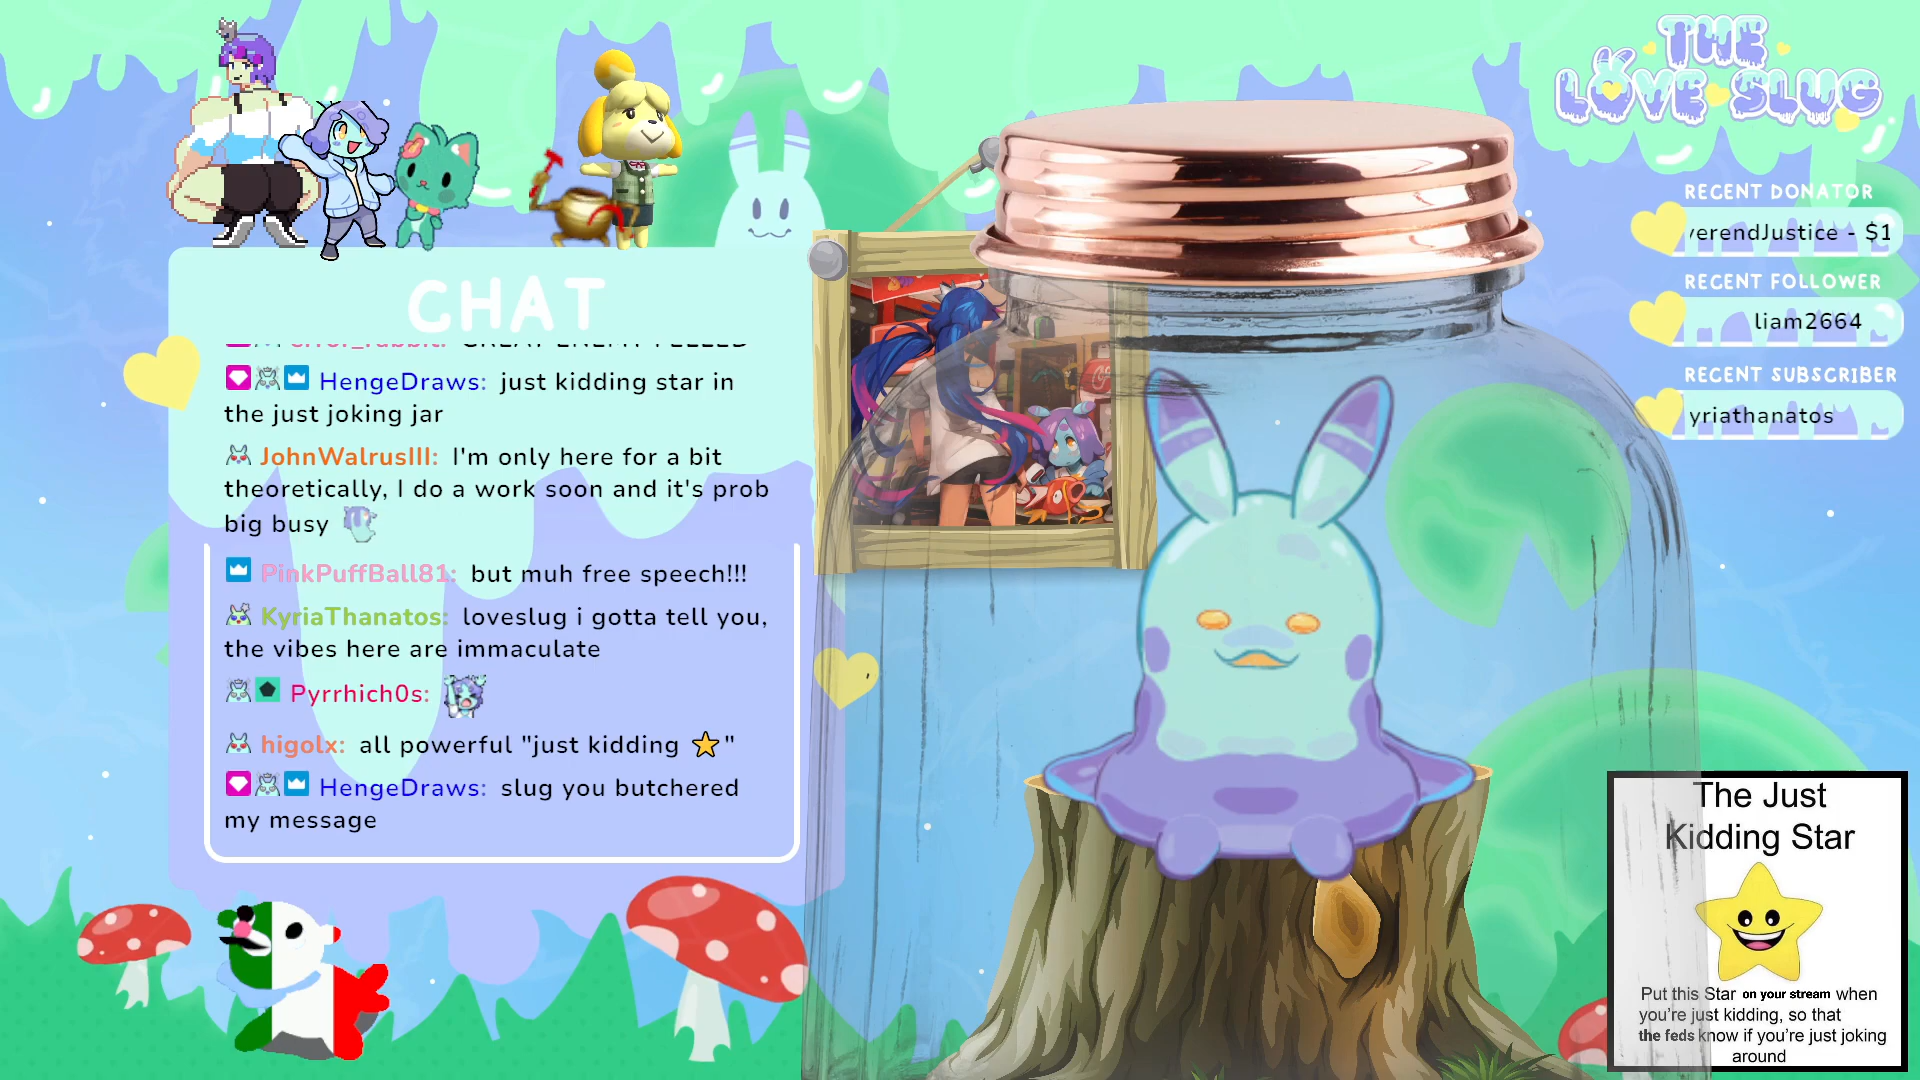 THE
LOVE SLUG
RECENT DONATOR
verendJustice - $1
RECENT FOLLOWER
liam2664
RECENT SUBSCRIBER
yriathanatos
CHAT
HengeDraws: just kidding star in
the just joking jar
JohnWalrusIII: I'm only here for a bit
theoretically, I do a work soon and it's prob
big busy
PinkPuffBall81: but muh free speech!!!
KyriaThanatos: loveslug i gotta tell you,
the vibes here are immaculate
Pyrrhich0s:
higolx: all powerful "just kidding ⭐"
HengeDraws: slug you butchered
my message
The Just
Kidding Star
Put this Star on your stream when
you're just kidding, so that
the feds know if you're just joking
around